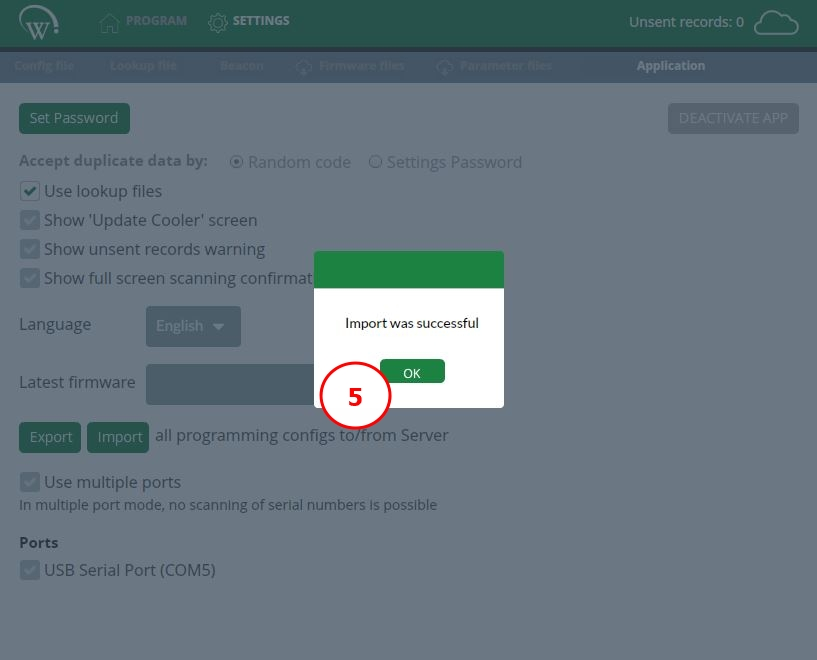 W
PROGRAM
SETTINGS
Unsent records: 0
Config file
Lookup file
Beacon
Firmware files
Parameter files
Application
Set Password
DEACTIVATE APP
Accept duplicate data by:
Random code
Settings Password
Use lookup files
Show 'Update Cooler' screen
Show unsent records warning
Show full screen scanning confirmat
Import was successful
Language
English
OK
Latest firmware
5
Export
Import
all programming configs to/from Server
Use multiple ports
In multiple port mode, no scanning of serial numbers is possible
Ports
USB Serial Port (COM5)